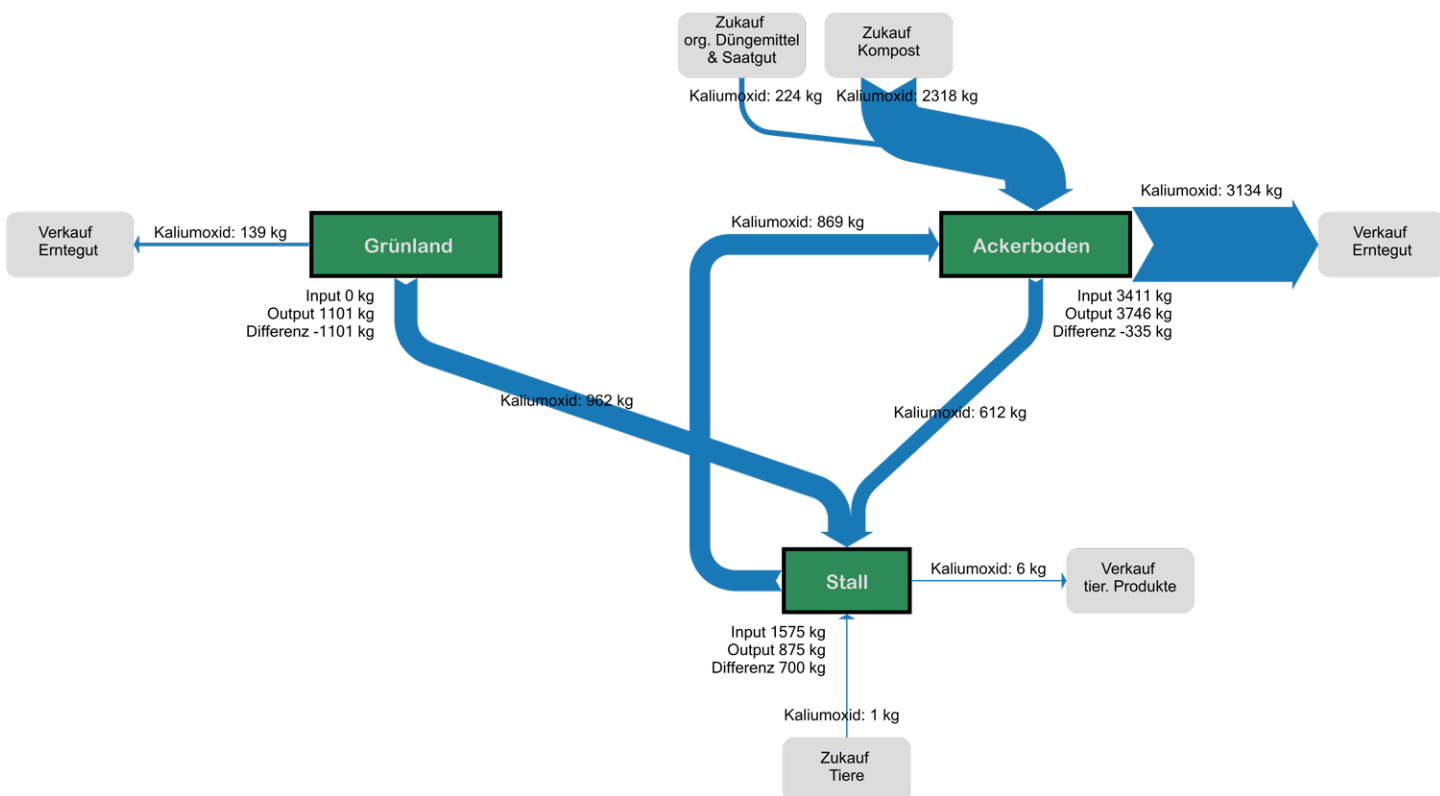 Zukauf
org. Düngemittel
& Saatgut
Zukauf
Kompost
Kaliumoxid: 224 kg
Kaliumoxid: 2318 kg
Kaliumoxid: 3134 kg
Verkauf
Erntegut
Kaliumoxid: 139 kg
Grünland
Kaliumoxid: 869 kg
Ackerboden
Verkauf
Erntegut
Input 0 kg
Output 1101 kg
Differenz -1101 kg
Input 3411 kg
Output 3746 kg
Differenz -335 kg
Kaliumoxid: 962 kg
Kaliumoxid: 612 kg
Stall
Kaliumoxid: 6 kg
Verkauf
tier. Produkte
Input 1575 kg
Output 875 kg
Differenz 700 kg
Kaliumoxid: 1 kg
Zukauf
Tiere